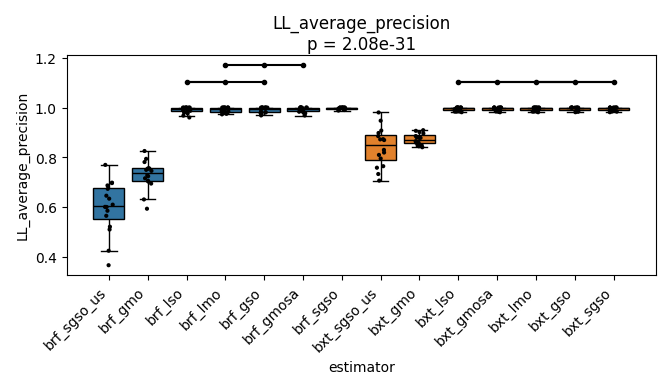 LL_average_precision
p = 2.08e-31
LL_average_precision
1.2
1.0
0.8
0.6
0.4
brf_sgso_us
brf_gmo
brf_lso
brf_lmo
brf_gso
brf_gmosa
brf_sgso
bxt_sgso_us
bxt_gmo
bxt_lso
bxt_gmosa
bxt_lmo
bxt_gso
bxt_sgso
estimator